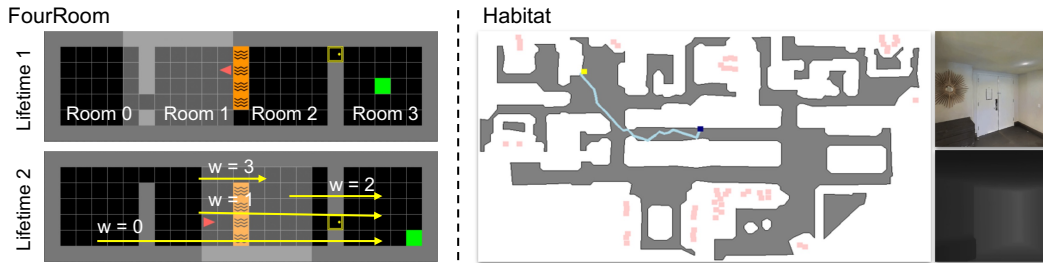 FourRoom
Lifetime 1
Room 0
Room 1
Room 2
Room 3
Lifetime 2
w = 3
w = 2
w = 1
w = 0
Habitat